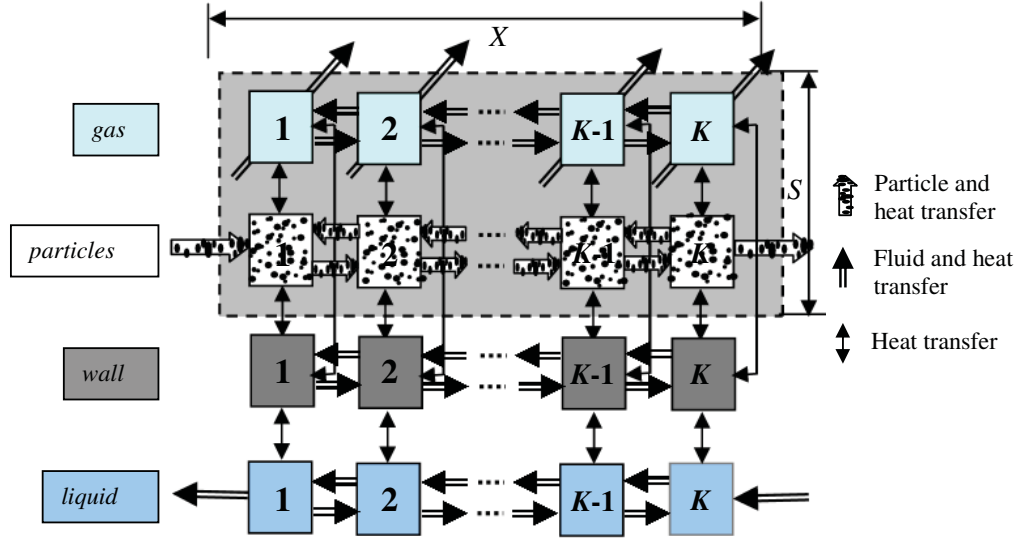 X
gas
1
2
K-1
K
S
particles
1
2
K-1
K
Particle and
heat transfer
Fluid and heat
transfer
Heat transfer
wall
1
2
K-1
K
liquid
1
2
K-1
K